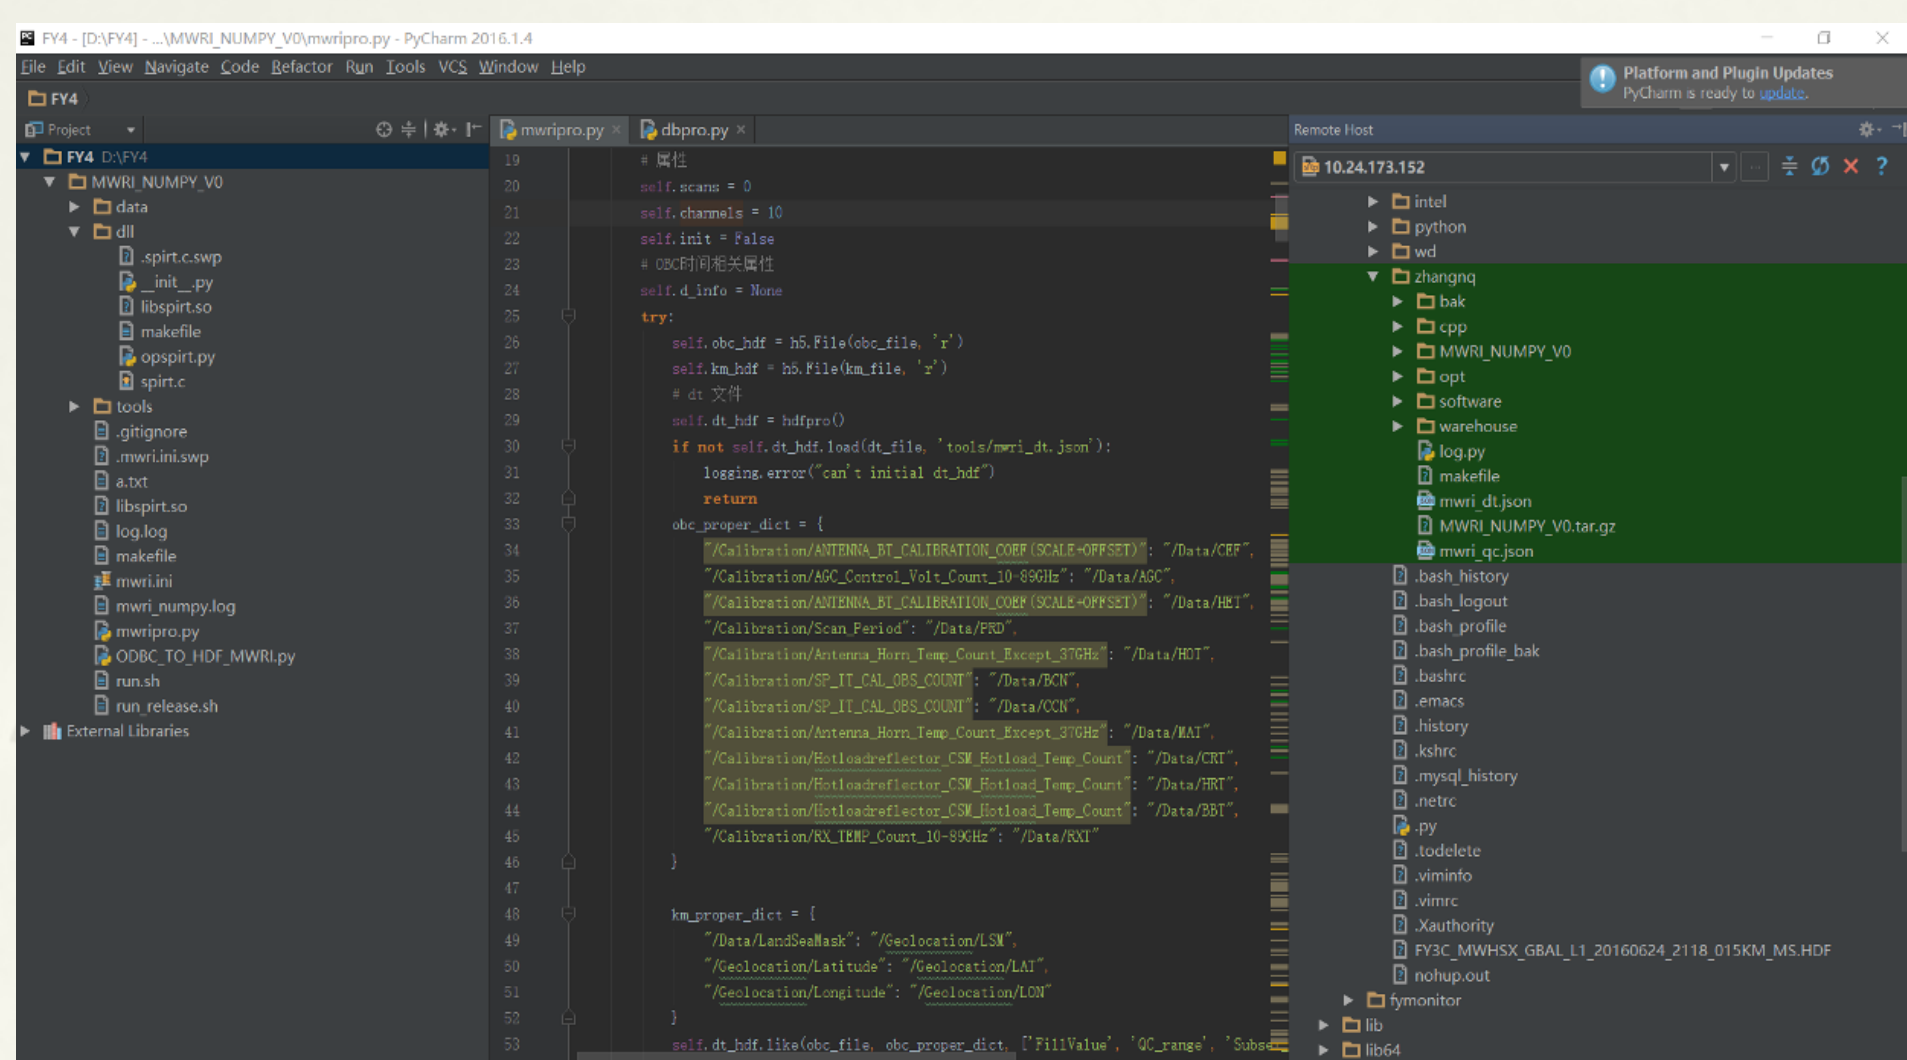 FY4 - [D:\FY4] - ...\MWRI_NUMPY_V0\mwripro.py - PyCharm 2016.1.4
File Edit View Navigate Code Refactor Run Tools VCS Window Help
Platform and Plugin Updates
PyCharm is ready to update.
FY4
Project
mwripro.py
dbpro.py
Remote Host
FY4 D:\FY4
MWRI_NUMPY_V0
data
dll
.spirt.c.swp
__init__.py
libspirt.so
makefile
opspirt.py
spirt.c
tools
.gitignore
.mwri.ini.swp
a.txt
libspirt.so
log.log
makefile
mwri.ini
mwri_numpy.log
mwripro.py
ODBC_TO_HDF_MWRI.py
run.sh
run_release.sh
External Libraries
19 # 属性
20 self.scans = 0
21 self.channels = 10
22 self.init = False
23 # OBC时间相关属性
24 self.d_info = None
25 try:
26 self.obc_hdf = h5.File(obc_file, 'r')
27 self.km_hdf = h5.File(km_file, 'r')
28 # dt 文件
29 self.dt_hdf = hdfpro()
30 if not self.dt_hdf.load(dt_file, 'tools/mwri_dt.json'):
31 logging.error("can't initial dt_hdf")
32 return
33 obc_proper_dict = {
34 "/Calibration/ANTENNA_BT_CALIBRATION_COEF(SCALE+OFFSET)": "/Data/CEF",
35 "/Calibration/AGC_Control_Volt_Count_10-89GHz": "/Data/AGC",
36 "/Calibration/ANTENNA_BT_CALIBRATION_COEF(SCALE+OFFSET)": "/Data/HET",
37 "/Calibration/Scan_Period": "/Data/PRD",
38 "/Calibration/Antenna_Horn_Temp_Count_Except_37GHz": "/Data/HOT",
39 "/Calibration/SP_IT_CAL_OBS_COUNT": "/Data/BCN",
40 "/Calibration/SP_IT_CAL_OBS_COUNT": "/Data/CCN",
41 "/Calibration/Antenna_Horn_Temp_Count_Except_37GHz": "/Data/MAT",
42 "/Calibration/Hotloadreflector_CSM_Hotload_Temp_Count": "/Data/CRT",
43 "/Calibration/Hotloadreflector_CSM_Hotload_Temp_Count": "/Data/HRT",
44 "/Calibration/Hotloadreflector_CSM_Hotload_Temp_Count": "/Data/BBT",
45 "/Calibration/RX_TEMP_Count_10-89GHz": "/Data/RXT"
46 }
47
48 km_proper_dict = {
49 "/Data/LandSeaMask": "/Geolocation/LSM",
50 "/Geolocation/Latitude": "/Geolocation/LAT",
51 "/Geolocation/Longitude": "/Geolocation/LON"
52 }
53 self.dt_hdf.like(obc_file, obc_proper_dict, ['FillValue', 'QC_range', 'Subset_
10.24.173.152
intel
python
wd
zhangnq
bak
cpp
MWRI_NUMPY_V0
opt
software
warehouse
log.py
makefile
mwri_dt.json
MWRI_NUMPY_V0.tar.gz
mwri_qc.json
.bash_history
.bash_logout
.bash_profile
.bash_profile_bak
.bashrc
.emacs
.history
.kshrc
.mysql_history
.netrc
.py
.todelete
.viminfo
.vimrc
.Xauthority
FY3C_MWHSX_GBAL_L1_20160624_2118_015KM_MS.HDF
nohup.out
fymonitor
lib
lib64